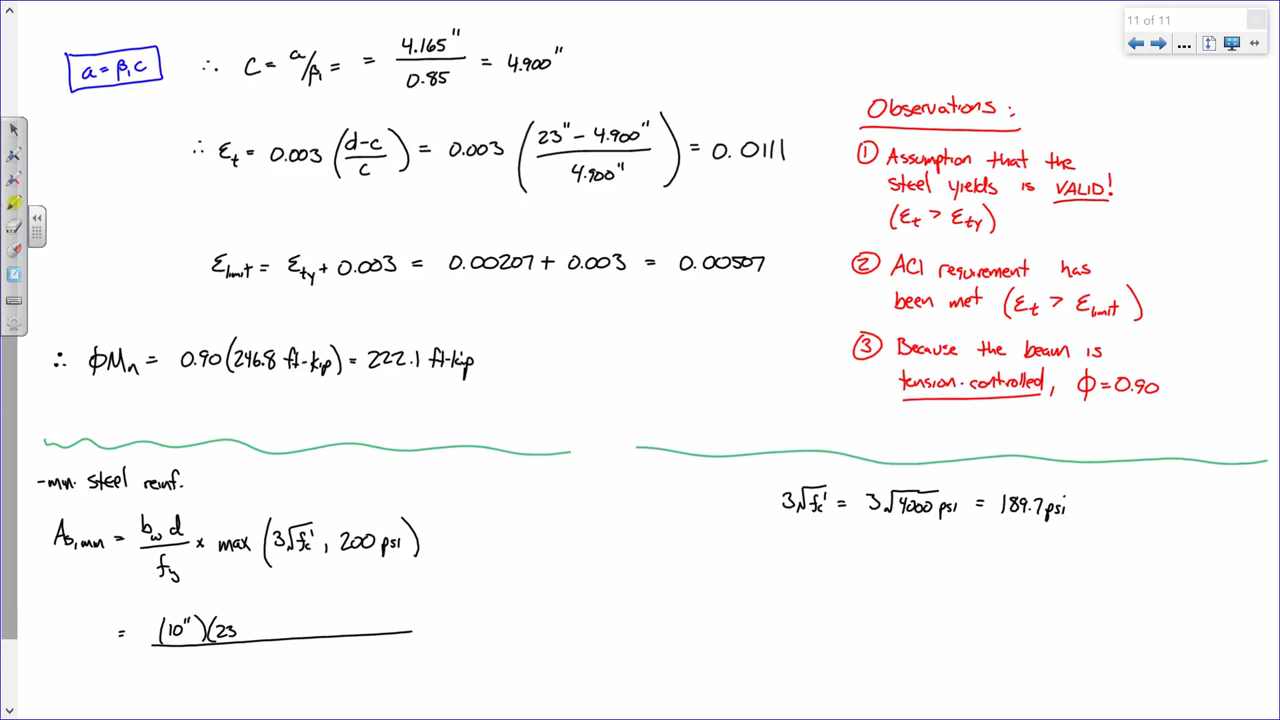 11 of 11
a = β₁c
∴ C = a/β₁ = = 4.165" / 0.85 = 4.900"
∴ εt = 0.003 (d-c / c) = 0.003 (23" - 4.900" / 4.900") = 0.0111
εlimit = εty + 0.003 = 0.00207 + 0.003 = 0.00507
∴ ϕMn = 0.90(246.8 ft-kip) = 222.1 ft-kip
Observations:
① Assumption that the
steel yields is VALID!
(εt > εty)
② ACI requirement has
been met (εt > εlimit)
③ Because the beam is
tension-controlled, ϕ = 0.90
-min. steel reinf.
As,min = bw d / fy × max (3√fc', 200 psi)
= (10")(23
3√fc' = 3√4000 psi = 189.7 psi